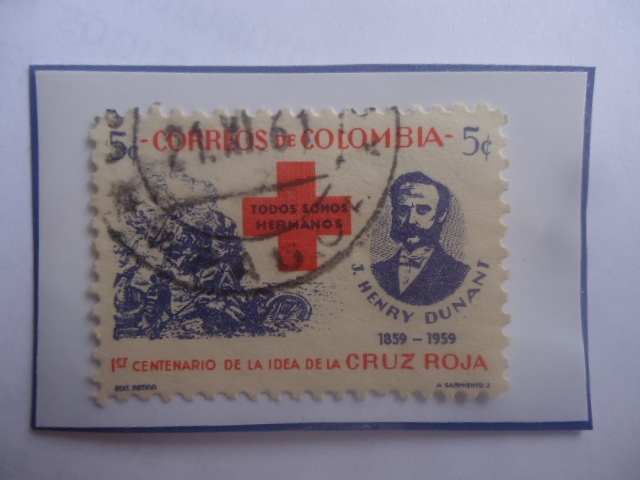 5¢ - CORREOS DE COLOMBIA - 5¢
TODOS SOMOS
HERMANOS
J. HENRY DUNANT
1859 - 1959
1er CENTENARIO DE LA IDEA DE LA CRUZ ROJA
A SARMIENTO J.